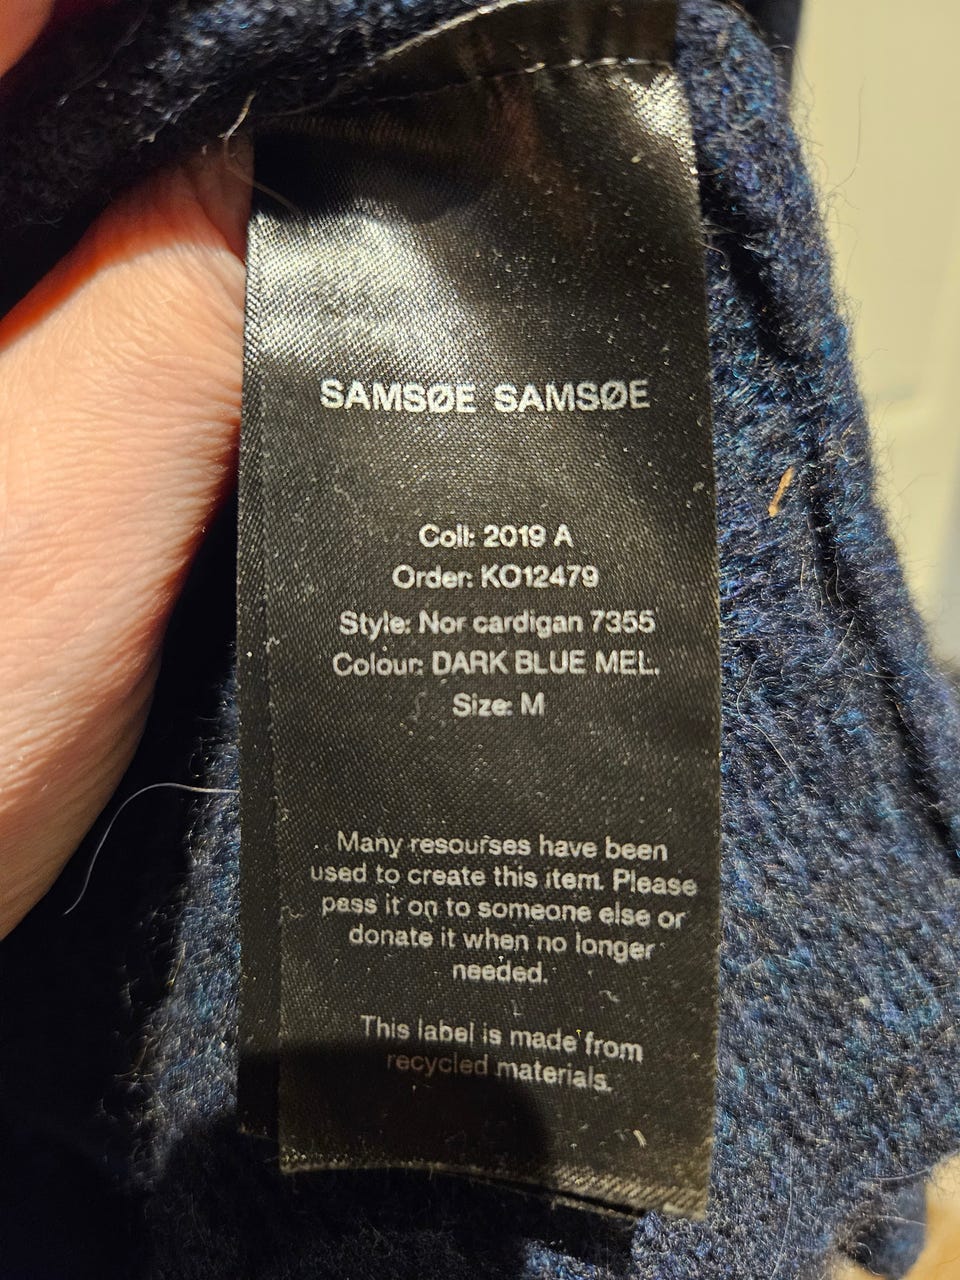 SAMSØE SAMSØE
Coll: 2019 A
Order: KO12479
Style: Nor cardigan 7355
Colour: DARK BLUE MEL.
Size: M
Many resourses have been
used to create this item. Please
pass it on to someone else or
donate it when no longer
needed.
This label is made from
recycled materials.